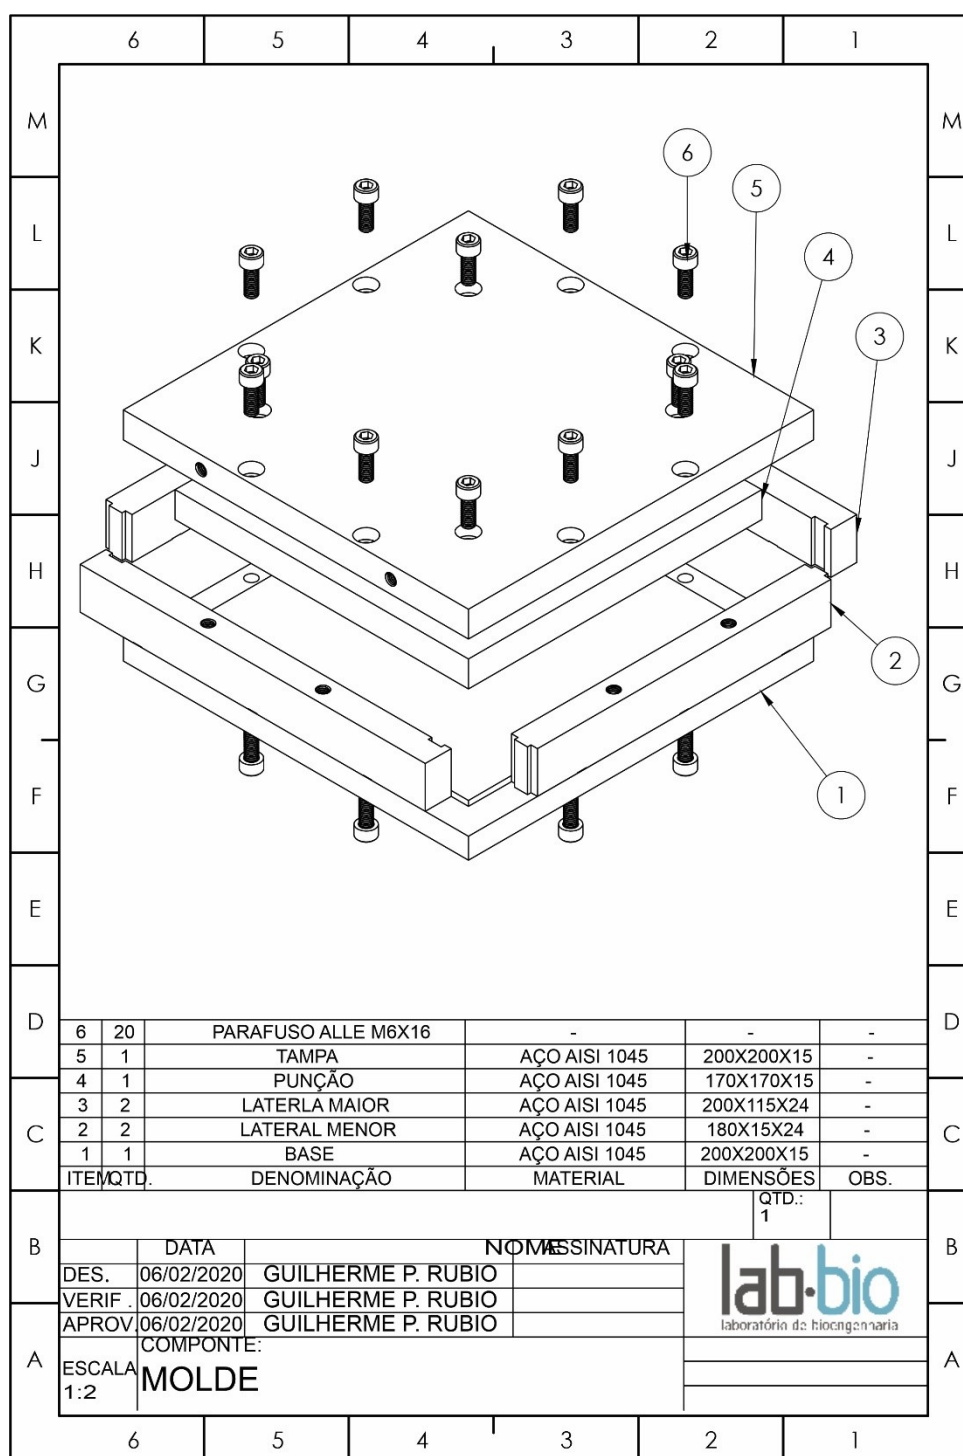 6 5 4 3 2 1
M M
6
5
L L
4
3
K K
J J
H H
2
G G
1
F F
E E
D D
6 20 PARAFUSO ALLE M6X16 - - -
5 1 TAMPA AÇO AISI 1045 200X200X15 -
4 1 PUNÇÃO AÇO AISI 1045 170X170X15 -
3 2 LATERLA MAIOR AÇO AISI 1045 200X115X24 -
C C
2 2 LATERAL MENOR AÇO AISI 1045 180X15X24 -
1 1 BASE AÇO AISI 1045 200X200X15 -
ITEM QTD. DENOMINAÇÃO MATERIAL DIMENSÕES OBS.
QTD.:
1
B B
DATA NOME ASSINATURA
DES. 06/02/2020 GUILHERME P. RUBIO
VERIF. 06/02/2020 GUILHERME P. RUBIO
APROV. 06/02/2020 GUILHERME P. RUBIO
lab·bio
laboratório de bioengenharia
A A
COMPONTE:
ESCALA
1:2
MOLDE
6 5 4 3 2 1